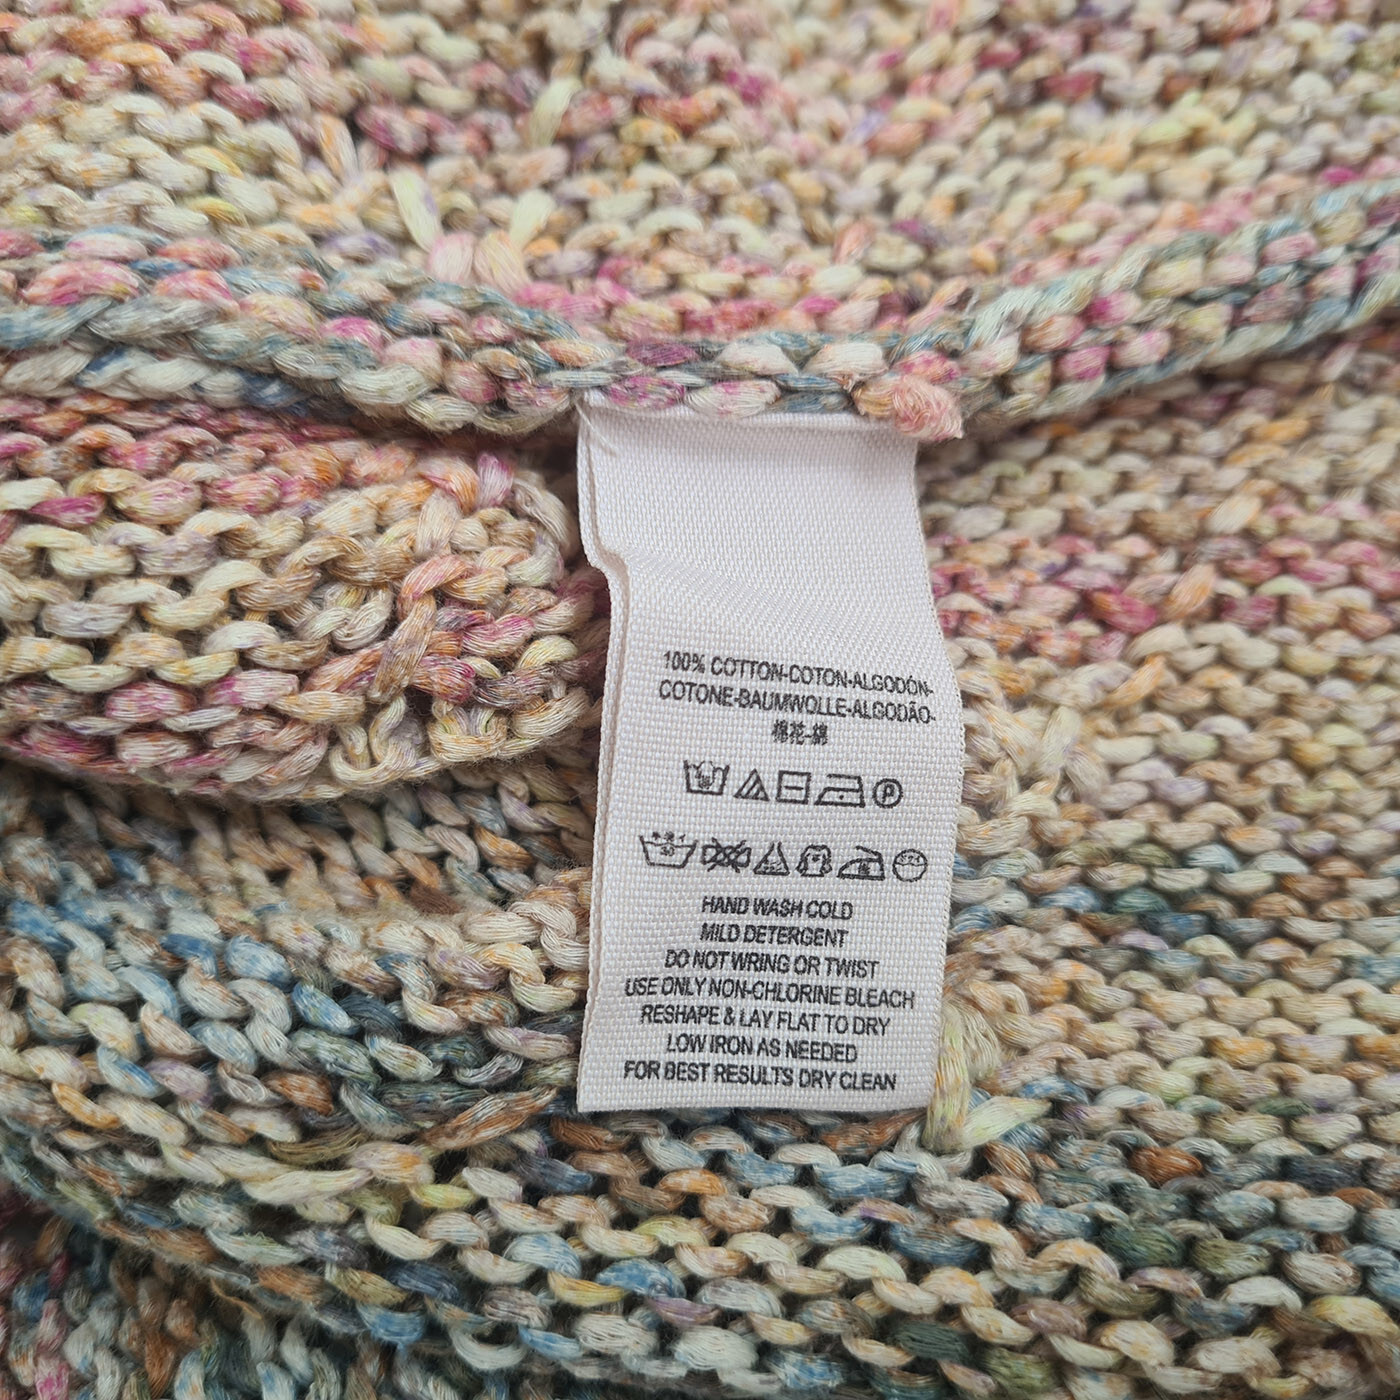 100% COTTON-COTON-ALGODÓN-
COTONE-BAUMWOLLE-ALGODÃO-
棉花-綿
P
HAND WASH COLD
MILD DETERGENT
DO NOT WRING OR TWIST
USE ONLY NON-CHLORINE BLEACH
RESHAPE & LAY FLAT TO DRY
LOW IRON AS NEEDED
FOR BEST RESULTS DRY CLEAN